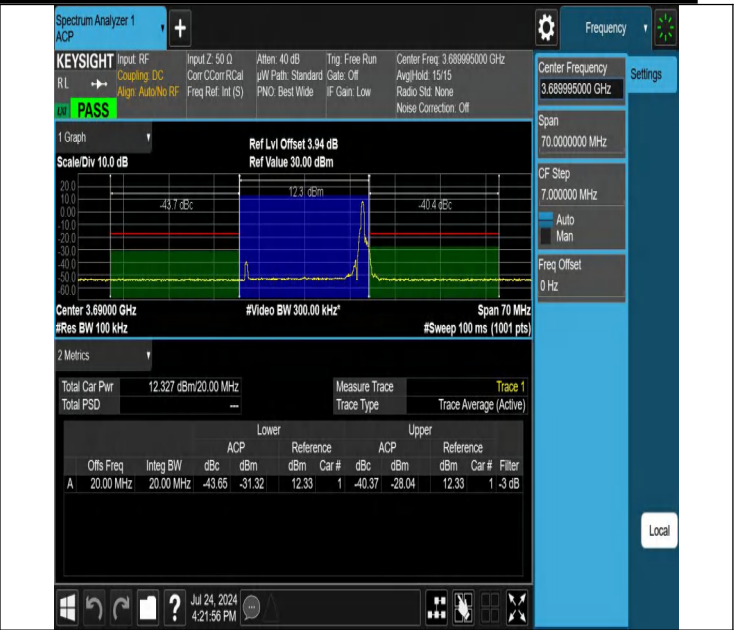 Spectrum Analyzer 1
ACP
+
Frequency
KEYSIGHT Input: RF Input Z: 50 Ω Atten: 40 dB Trig: Free Run Center Freq: 3.689995000 GHz
R L Coupling: DC Corr CCorr RCal µW Path: Standard Gate: Off Avg|Hold: 15/15
Align: Auto/No RF Freq Ref: Int (S) PNO: Best Wide IF Gain: Low Radio Std: None
LXI PASS Noise Correction: Off
Center Frequency
3.689995000 GHz
Settings
Span
70.0000000 MHz
CF Step
7.000000 MHz
Auto
Man
Freq Offset
0 Hz
1 Graph
Ref Lvl Offset 3.94 dB
Scale/Div 10.0 dB Ref Value 30.00 dBm
20.0
10.0
0.00
-10.0
-20.0
-30.0
-40.0
-50.0
-60.0
-43.7 dBc 12.3 dBm -40.4 dBc
Center 3.69000 GHz #Video BW 300.00 kHz* Span 70 MHz
#Res BW 100 kHz #Sweep 100 ms (1001 pts)
2 Metrics
Total Car Pwr 12.327 dBm/20.00 MHz Measure Trace Trace 1
Total PSD --- Trace Type Trace Average (Active)
Lower Upper
ACP Reference ACP Reference
Offs Freq Integ BW dBc dBm dBm Car # dBc dBm dBm Car # Filter
A 20.00 MHz 20.00 MHz -43.65 -31.32 12.33 1 -40.37 -28.04 12.33 1 -3 dB
Local
? Jul 24, 2024
4:21:56 PM